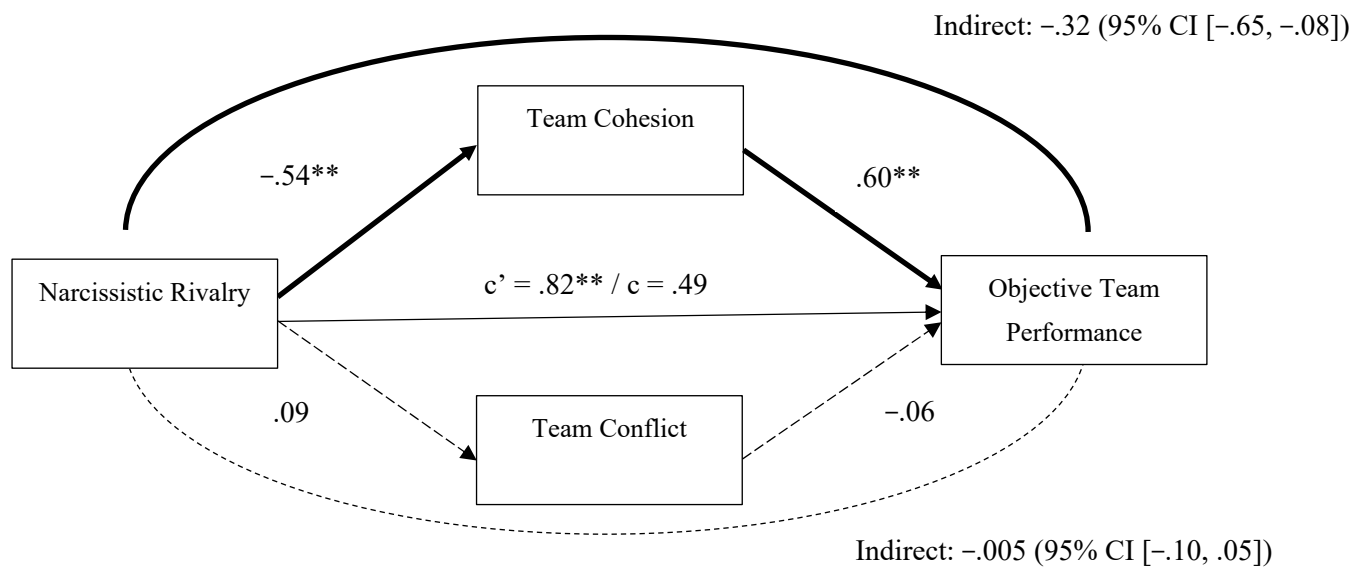 Indirect: −.32 (95% CI [−.65, −.08])
Team Cohesion
−.54**
.60**
Narcissistic Rivalry
c’ = .82** / c = .49
Objective Team
Performance
.09
Team Conflict
−.06
Indirect: −.005 (95% CI [−.10, .05])